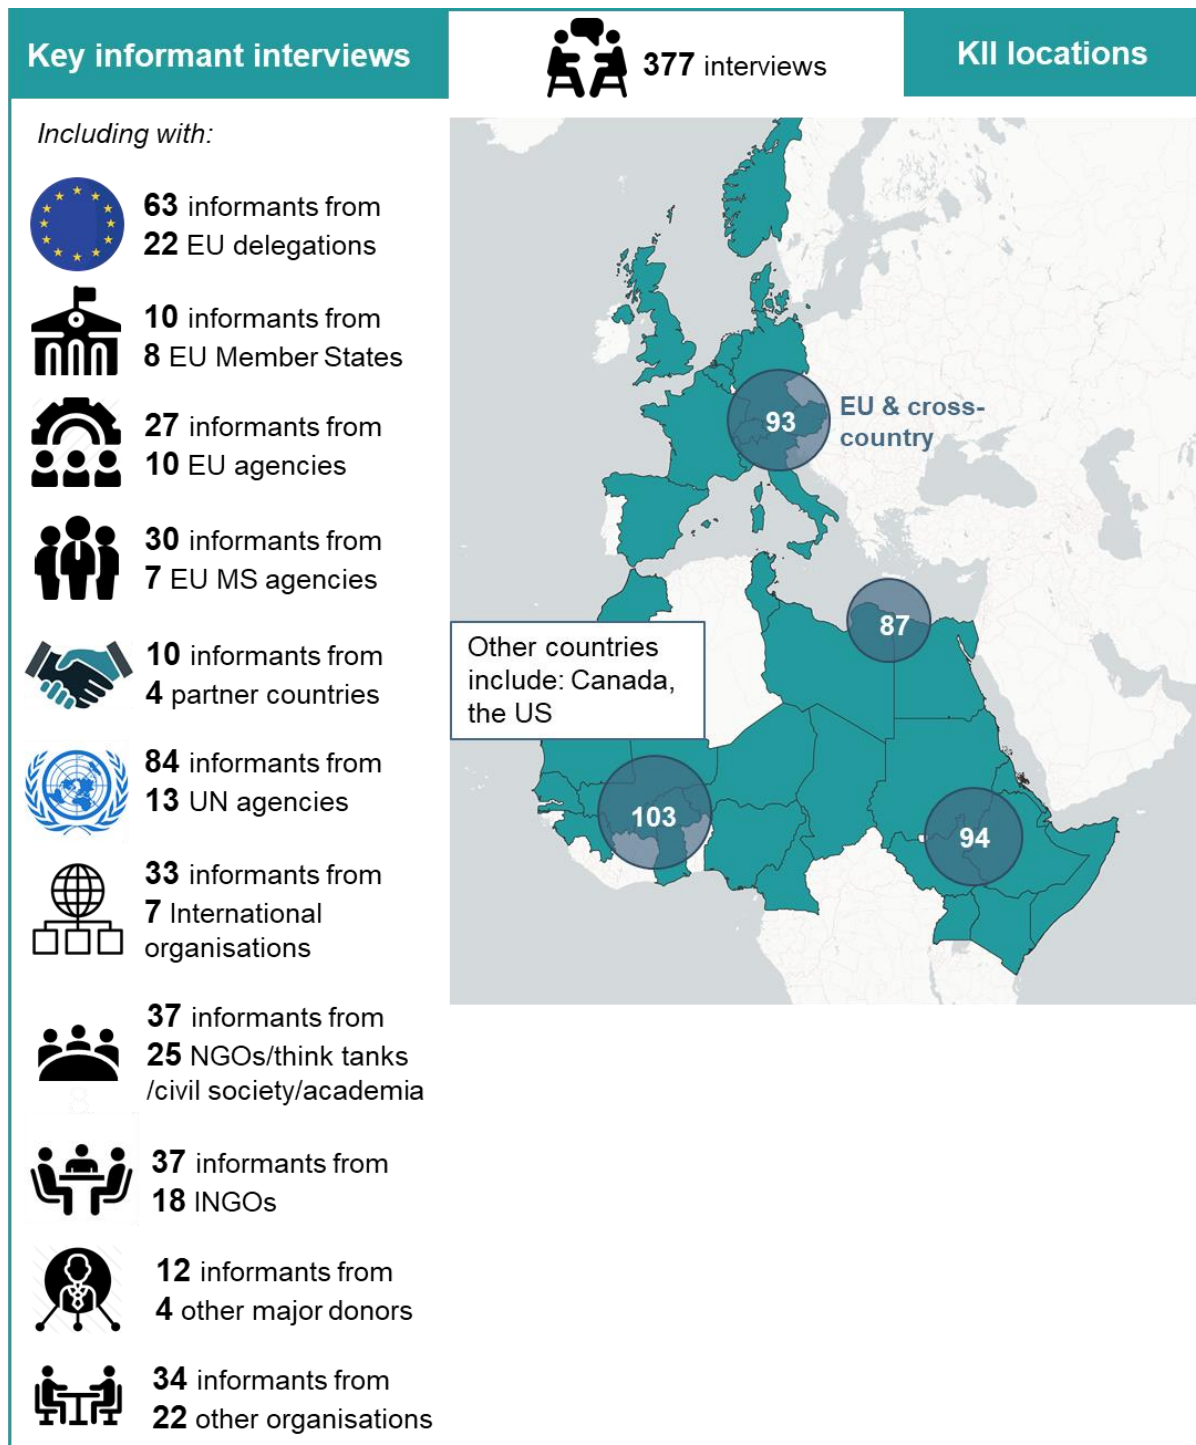 Key informant interviews
377 interviews
KII locations
Including with:
63 informants from
22 EU delegations
10 informants from
8 EU Member States
27 informants from
10 EU agencies
30 informants from
7 EU MS agencies
10 informants from
4 partner countries
84 informants from
13 UN agencies
33 informants from
7 International
organisations
37 informants from
25 NGOs/think tanks
/civil society/academia
37 informants from
18 INGOs
12 informants from
4 other major donors
34 informants from
22 other organisations
93
EU & cross-
country
87
Other countries
include: Canada,
the US
103
94